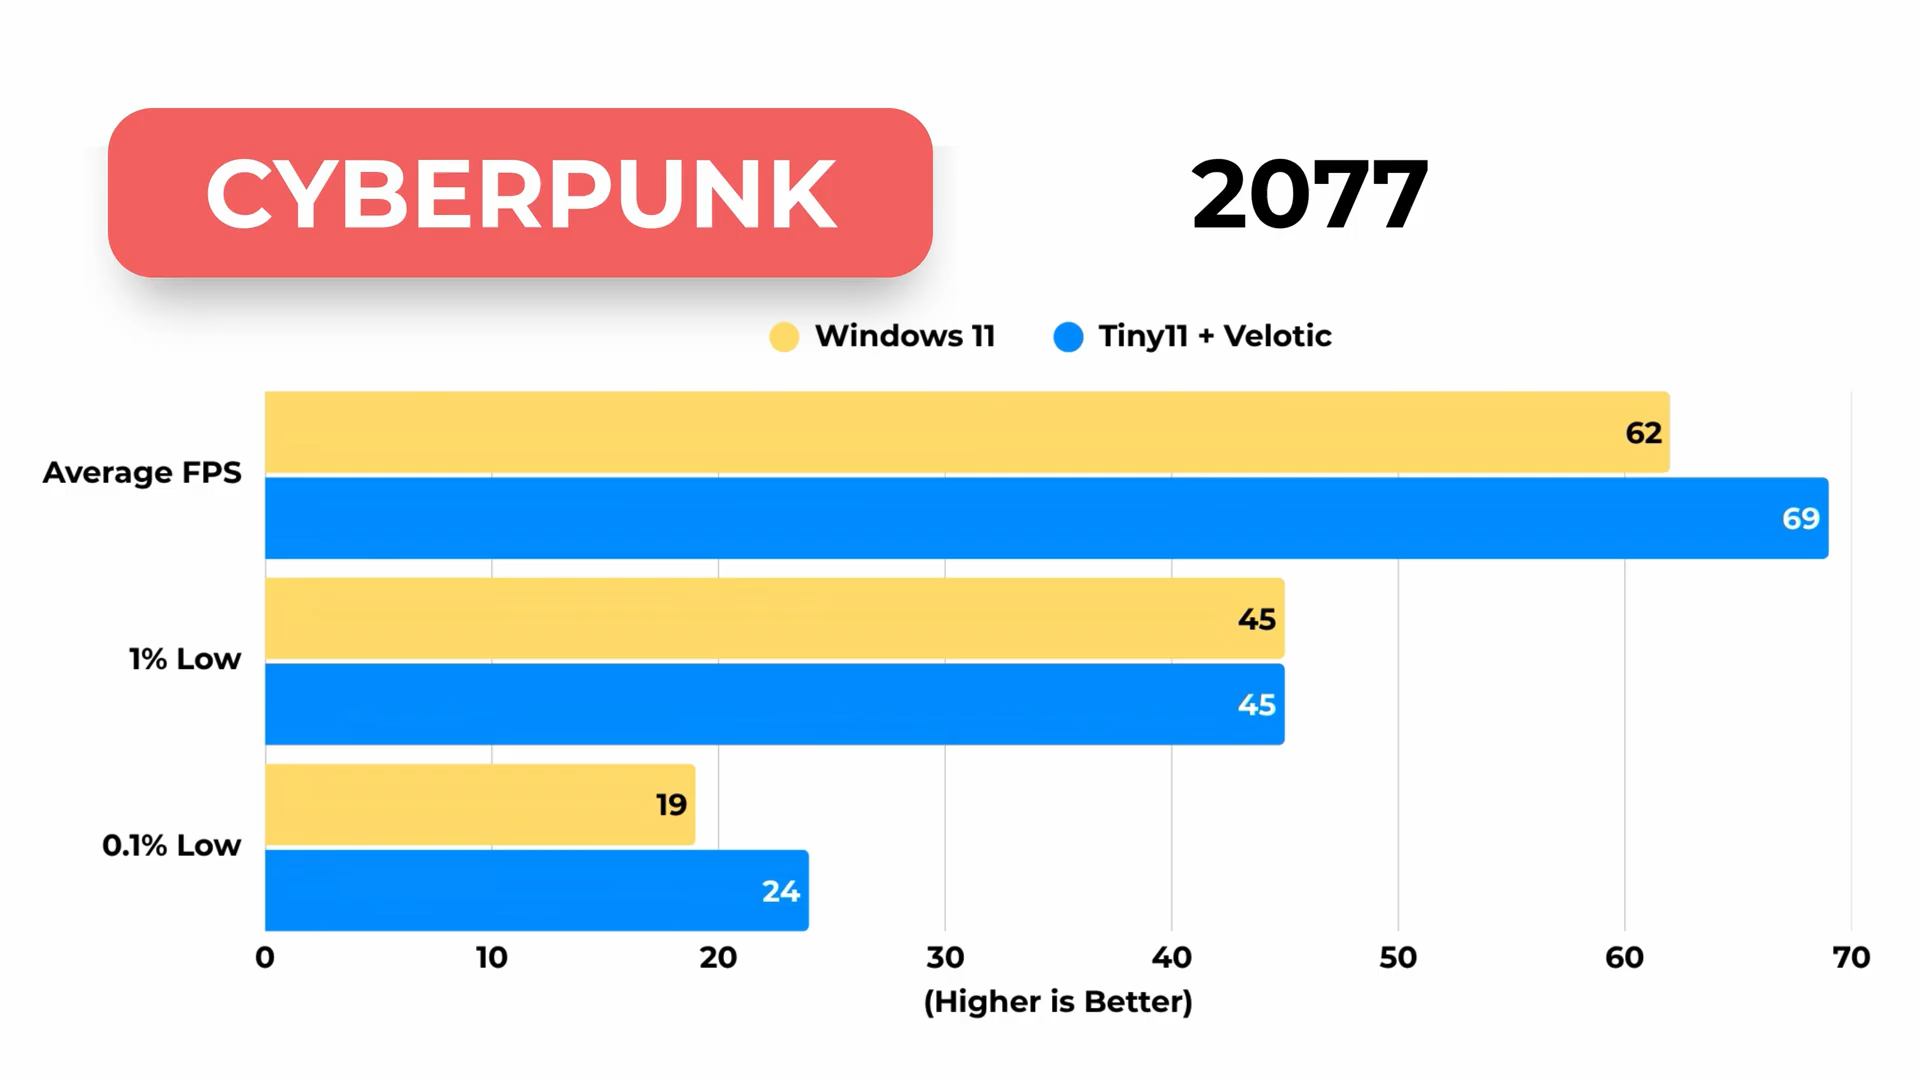 CYBERPUNK 2077
Windows 11 Tiny11 + Velotic
Average FPS
62
69
1% Low
45
45
0.1% Low
19
24
0 10 20 30 40 50 60 70
(Higher is Better)